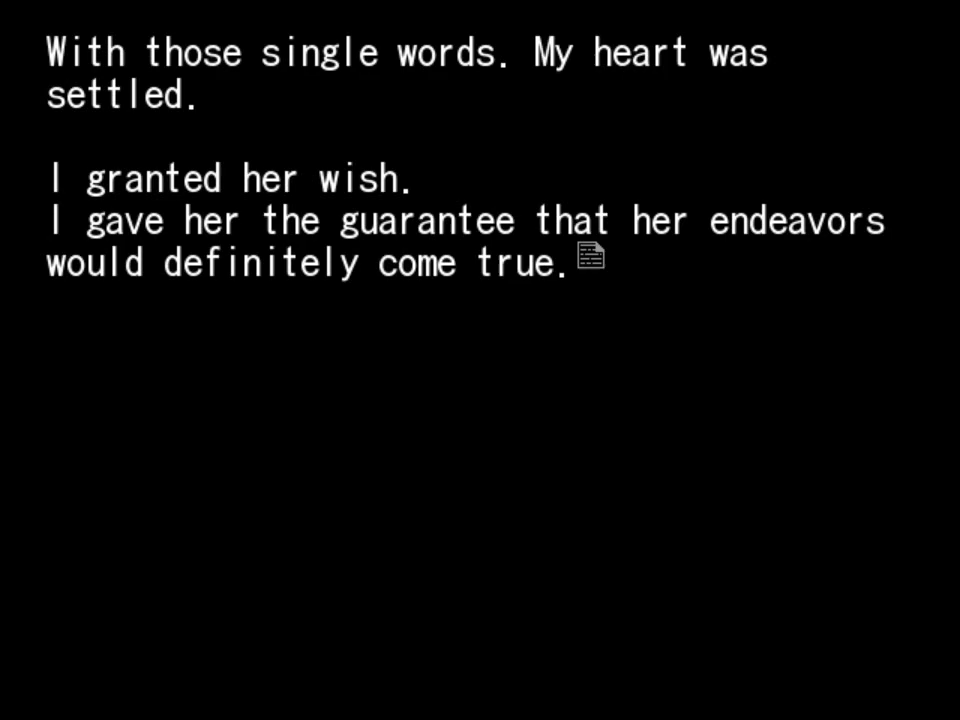 With those single words. My heart was
settled.
I granted her wish.
I gave her the guarantee that her endeavors
would definitely come true.